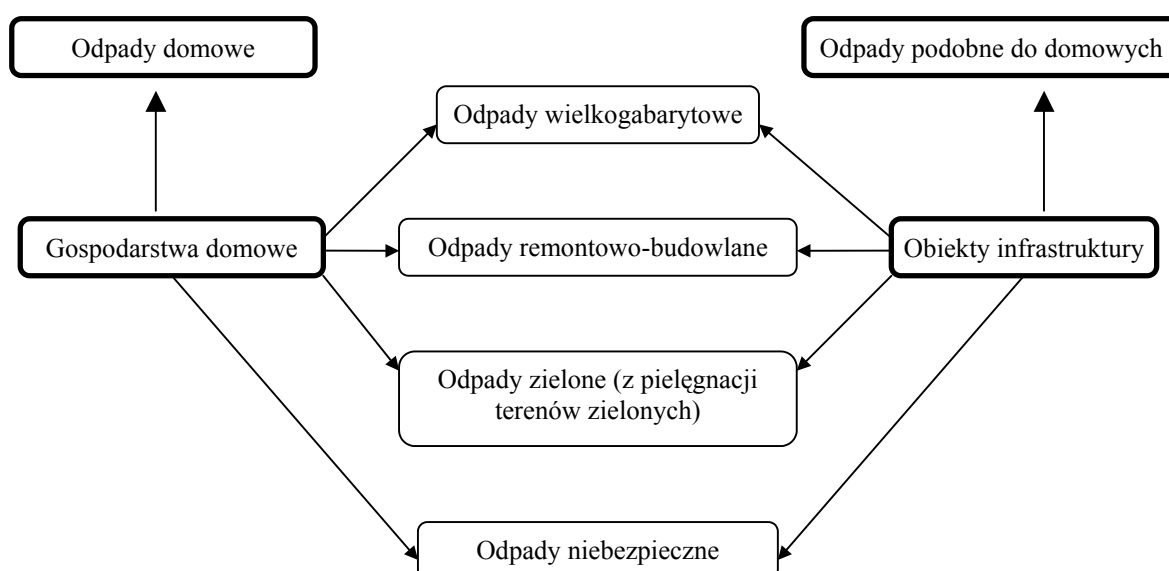 Odpady domowe
Odpady podobne do domowych
Odpady wielkogabarytowe
Gospodarstwa domowe
Odpady remontowo-budowlane
Obiekty infrastruktury
Odpady zielone (z pielęgnacji
terenów zielonych)
Odpady niebezpieczne